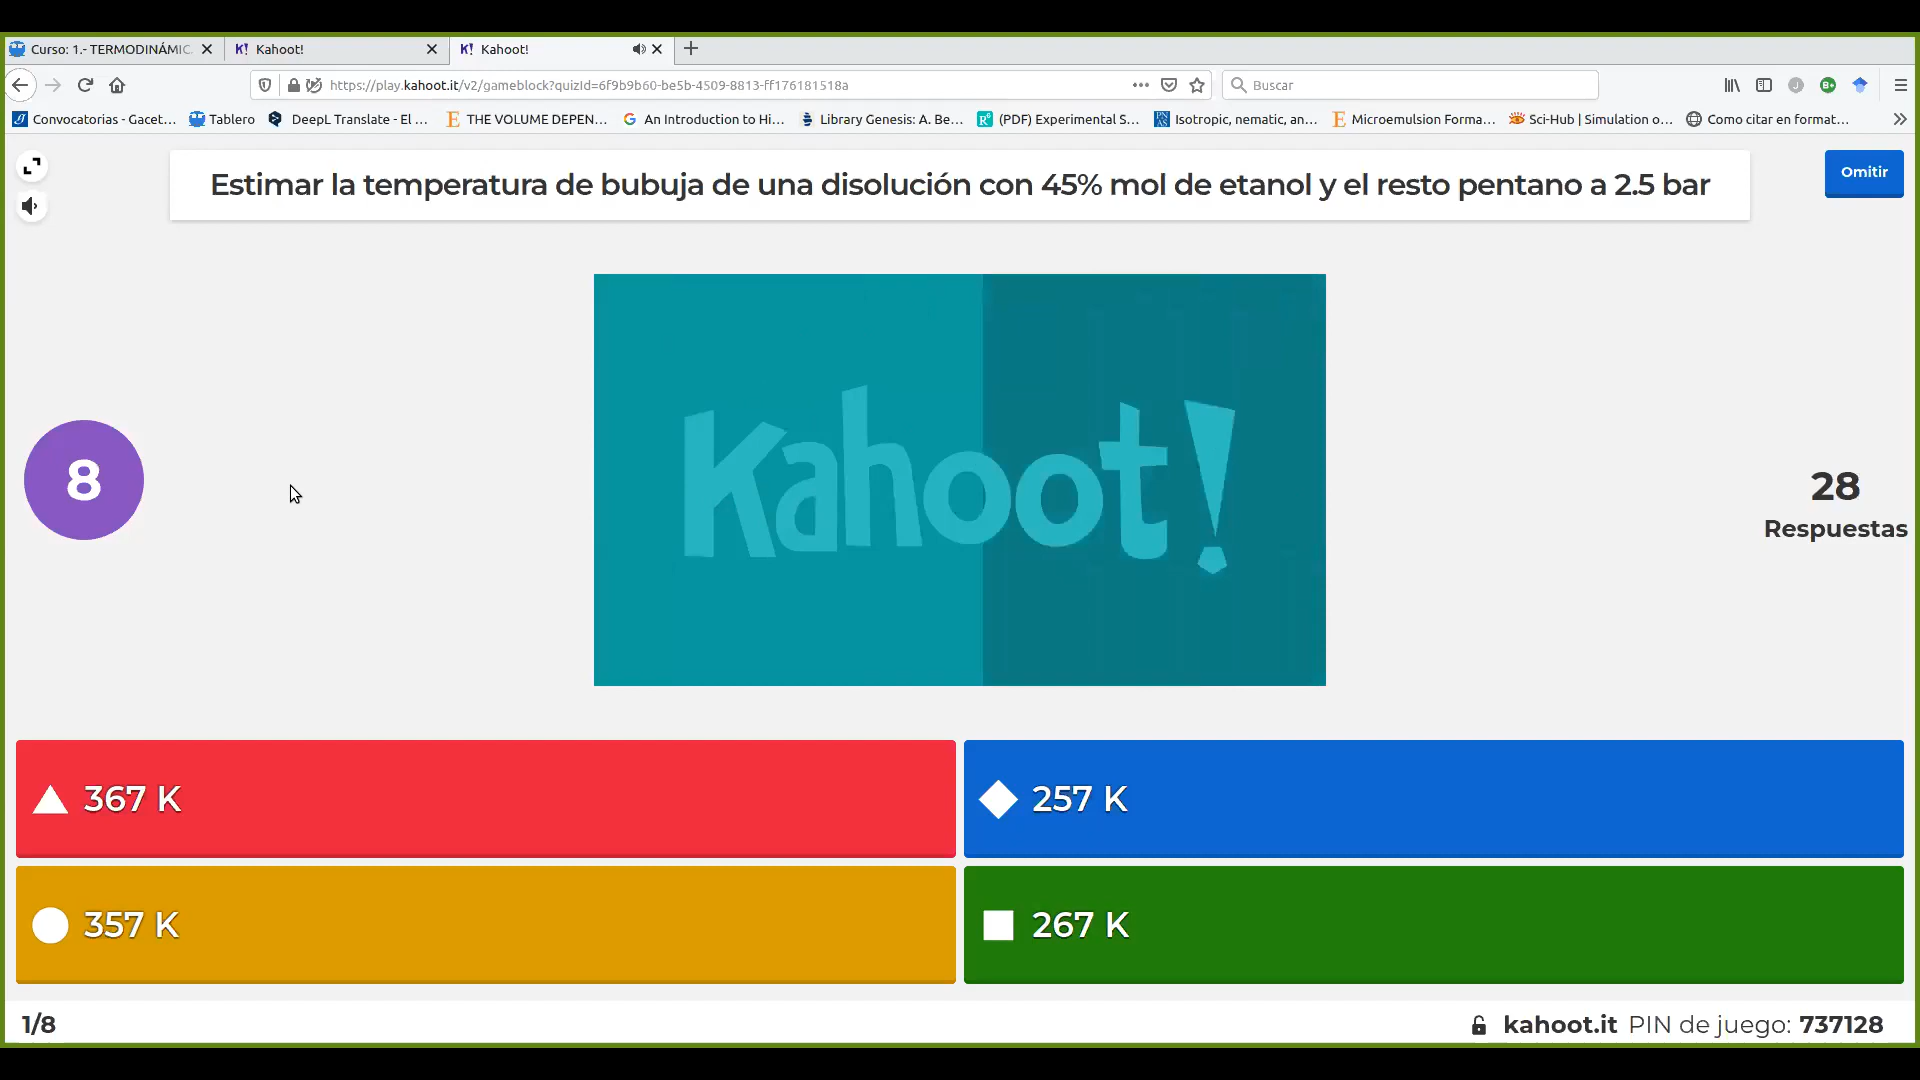 Curso: 1.- TERMODINÁMIC
Kahoot!
Kahoot!
https://play.kahoot.it/v2/gameblock?quizId=6f9b9b60-be5b-4509-8813-ff176181518a
Buscar
Convocatorias - Gacet...
Tablero
DeepL Translate - El ...
THE VOLUME DEPEN...
An Introduction to Hi...
Library Genesis: A. Be...
(PDF) Experimental S...
Isotropic, nematic, an...
Microemulsion Forma...
Sci-Hub | Simulation o...
Como citar en format...
Estimar la temperatura de bubuja de una disolución con 45% mol de etanol y el resto pentano a 2.5 bar
Omitir
Kahoot!
8
28
Respuestas
367 K
257 K
357 K
267 K
1/8
kahoot.it PIN de juego: 737128